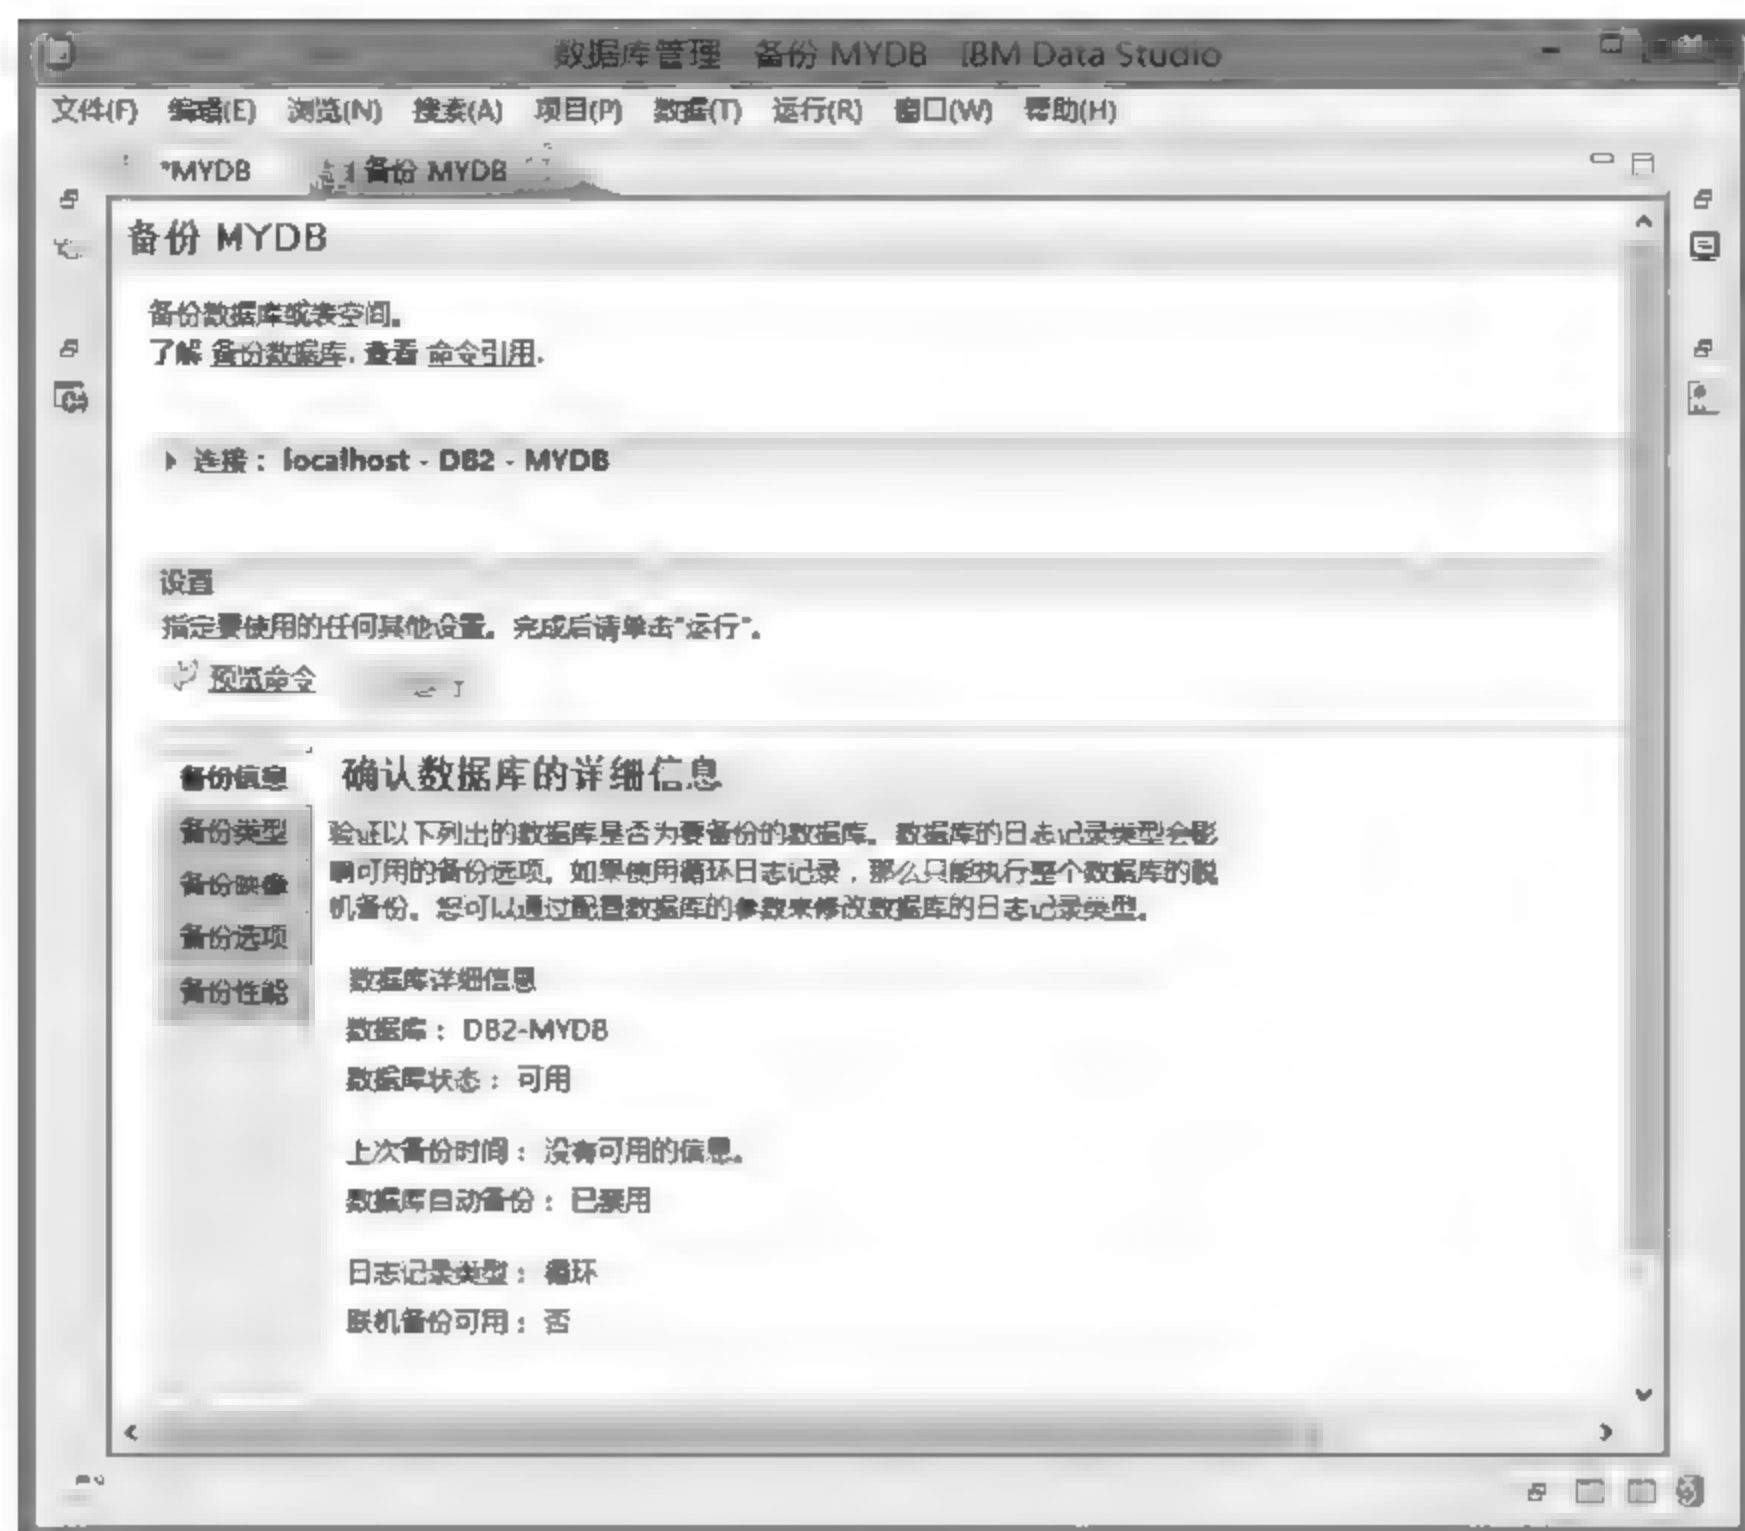 数据库管理 备份 MYDB IBM Data Studio
文件(F) 编辑(E) 浏览(N) 搜索(A) 项目(P) 数据(T) 运行(R) 窗口(W) 帮助(H)
*MYDB 备份 MYDB
备份 MYDB
备份数据库或表空间。
了解 备份数据库. 查看 命令引用.
连接： localhost - DB2 - MYDB
设置
指定要使用的任何其他设置。完成后请单击"运行"。
预览命令
备份信息 确认数据库的详细信息
备份类型
备份映像
备份选项
备份性能
验证以下列出的数据库是否为要备份的数据库。数据库的日志记录类型会影
响可用的备份选项。如果使用循环日志记录，那么只能执行整个数据库的脱
机备份。您可以通过配置数据库的参数来修改数据库的日志记录类型。
数据库详细信息
数据库： DB2-MYDB
数据库状态： 可用
上次备份时间： 没有可用的信息。
数据库自动备份： 已禁用
日志记录类型： 循环
联机备份可用： 否